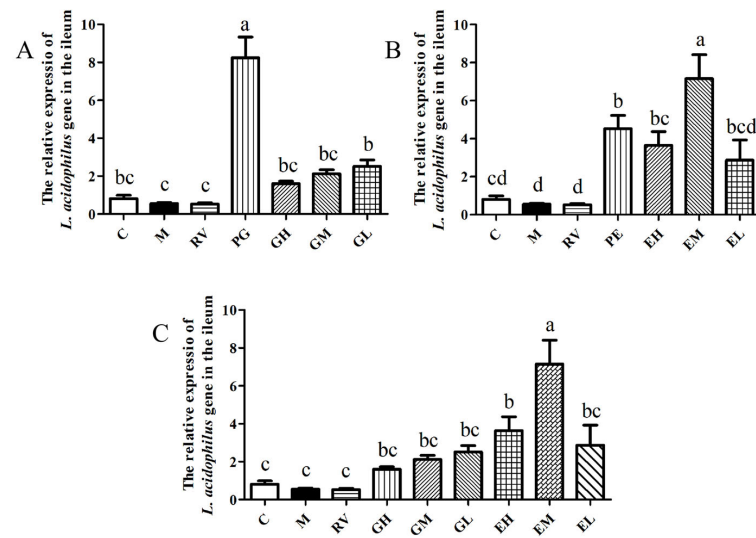 A
The relative expressio of
L. acidophilus gene in the ileum
10
8
6
4
2
0
bc
c
c
a
bc
bc
b
C
M
RV
PG
GH
GM
GL
B
The relative expressio of
L. acidophilus gene in the ileum
10
8
6
4
2
0
cd
d
d
b
bc
a
bcd
C
M
RV
PE
EH
EM
EL
C
The relative expressio of
L. acidophilus gene in the ileum
10
8
6
4
2
0
c
c
c
bc
bc
bc
b
a
bc
C
M
RV
GH
GM
GL
EH
EM
EL